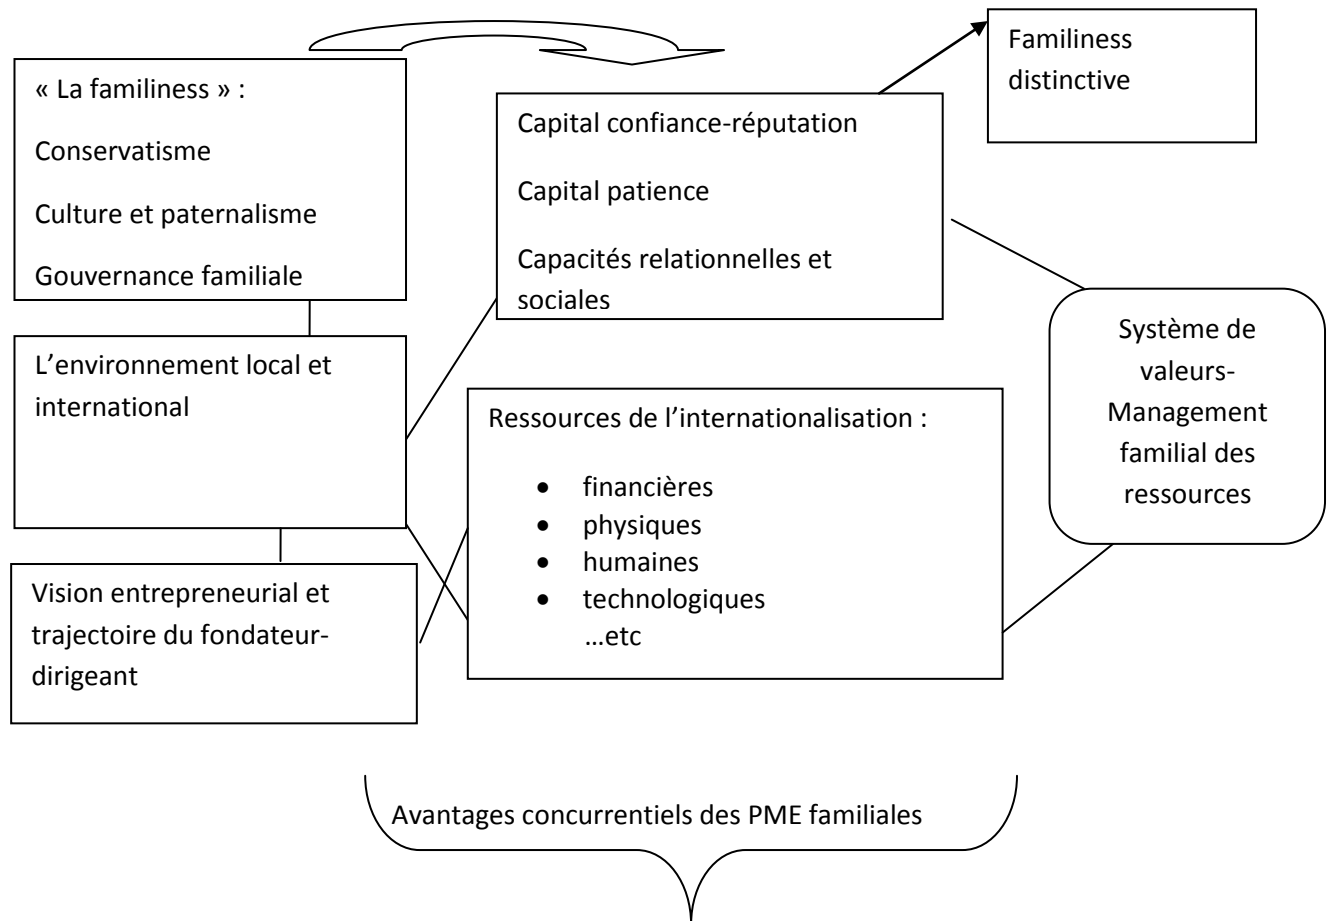 « La familiness » :
Conservatisme
Culture et paternalisme
Gouvernance familiale
L’environnement local et
international
Vision entrepreneurial et
trajectoire du fondateur-
dirigeant
Capital confiance-réputation
Capital patience
Capacités relationnelles et
sociales
Ressources de l’internationalisation :
• financières
• physiques
• humaines
• technologiques
...etc
Familiness
distinctive
Système de
valeurs-
Management
familial des
ressources
Avantages concurrentiels des PME familiales